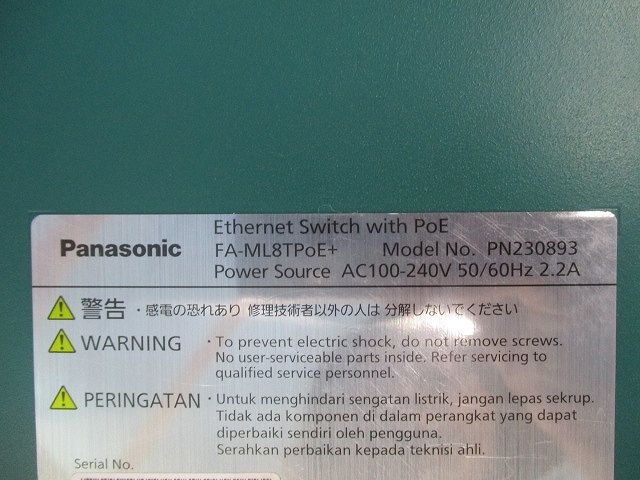 Panasonic
Ethernet Switch with PoE
FA-ML8TPoE+ Model No. PN230893
Power Source AC100-240V 50/60Hz 2.2A
警告 ・感電の恐れあり 修理技術者以外の人は 分解しないでください
WARNING ・To prevent electric shock, do not remove screws.
No user-serviceable parts inside. Refer servicing to
qualified service personnel.
PERINGATAN ・Untuk menghindari sengatan listrik, jangan lepas sekrup.
Tidak ada komponen di dalam perangkat yang dapat
diperbaiki sendiri oleh pengguna.
Serahkan perbaikan kepada teknisi ahli.
Serial No.